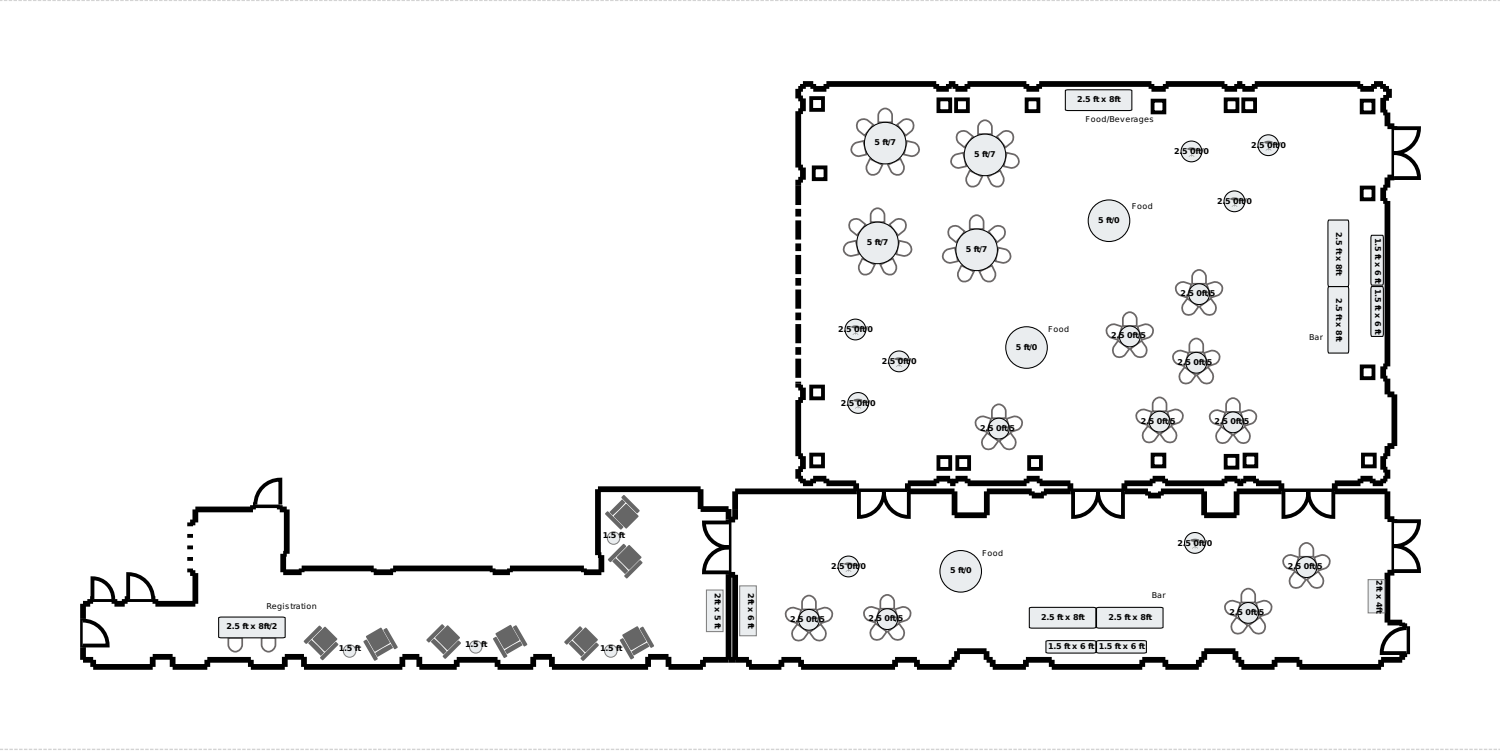 2.5 ft x 8ft
Food/Beverages
5 ft/7
5 ft/7
2.5 0ft/0
2.5 0ft/0
2.5 0ft/0
Food
5 ft/0
5 ft/7
5 ft/7
2.5 ft x 8ft
1.5 ft x 6 ft
2.5 ft x 8ft
1.5 ft x 6 ft
Bar
2.5 0ft/5
2.5 0ft/0
Food
5 ft/0
2.5 0ft/5
2.5 0ft/0
2.5 0ft/5
2.5 0ft/0
2.5 0ft/5
2.5 0ft/5
2.5 0ft/5
1.5 ft
Food
5 ft/0
2.5 0ft/0
2.5 0ft/0
2.5 0ft/5
Registration
2.5 ft x 8ft/2
1.5 ft
1.5 ft
1.5 ft
2 ft x 5 ft
2 ft x 6 ft
2.5 0ft/5
2.5 0ft/5
Bar
2.5 ft x 8ft
2.5 ft x 8ft
1.5 ft x 6 ft
1.5 ft x 6 ft
2.5 0ft/5
2 ft x 4ft